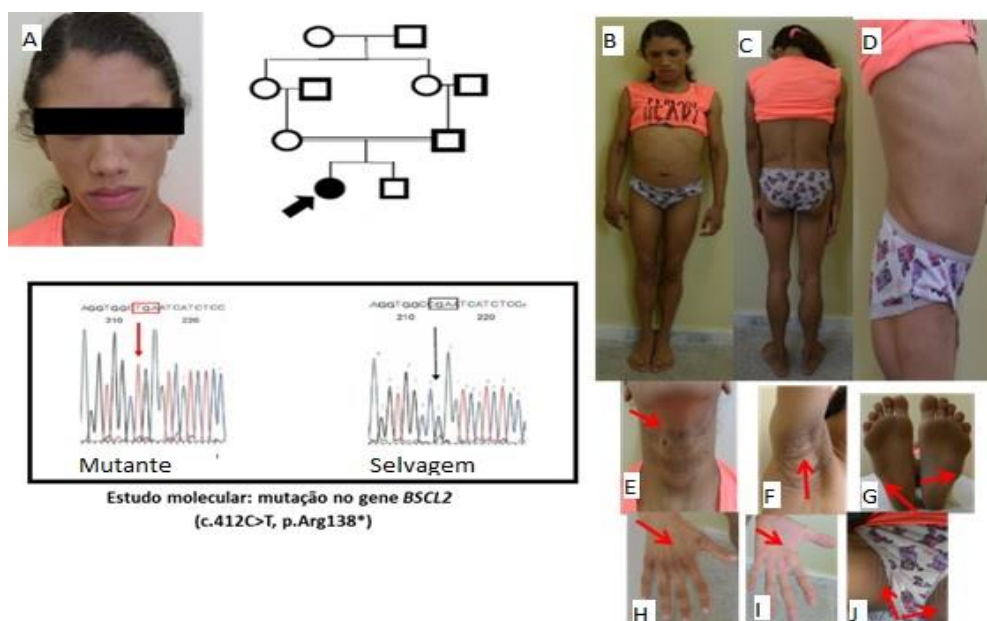 A
B
C
D
AGGTGGCTGAATCATCTCC
210 220
AGGTGGCCGAATCATCTCC
210 220
Mutante
Selvagem
Estudo molecular: mutação no gene BSCL2
(c.412C>T, p.Arg138*)
E
F
G
H
I
J